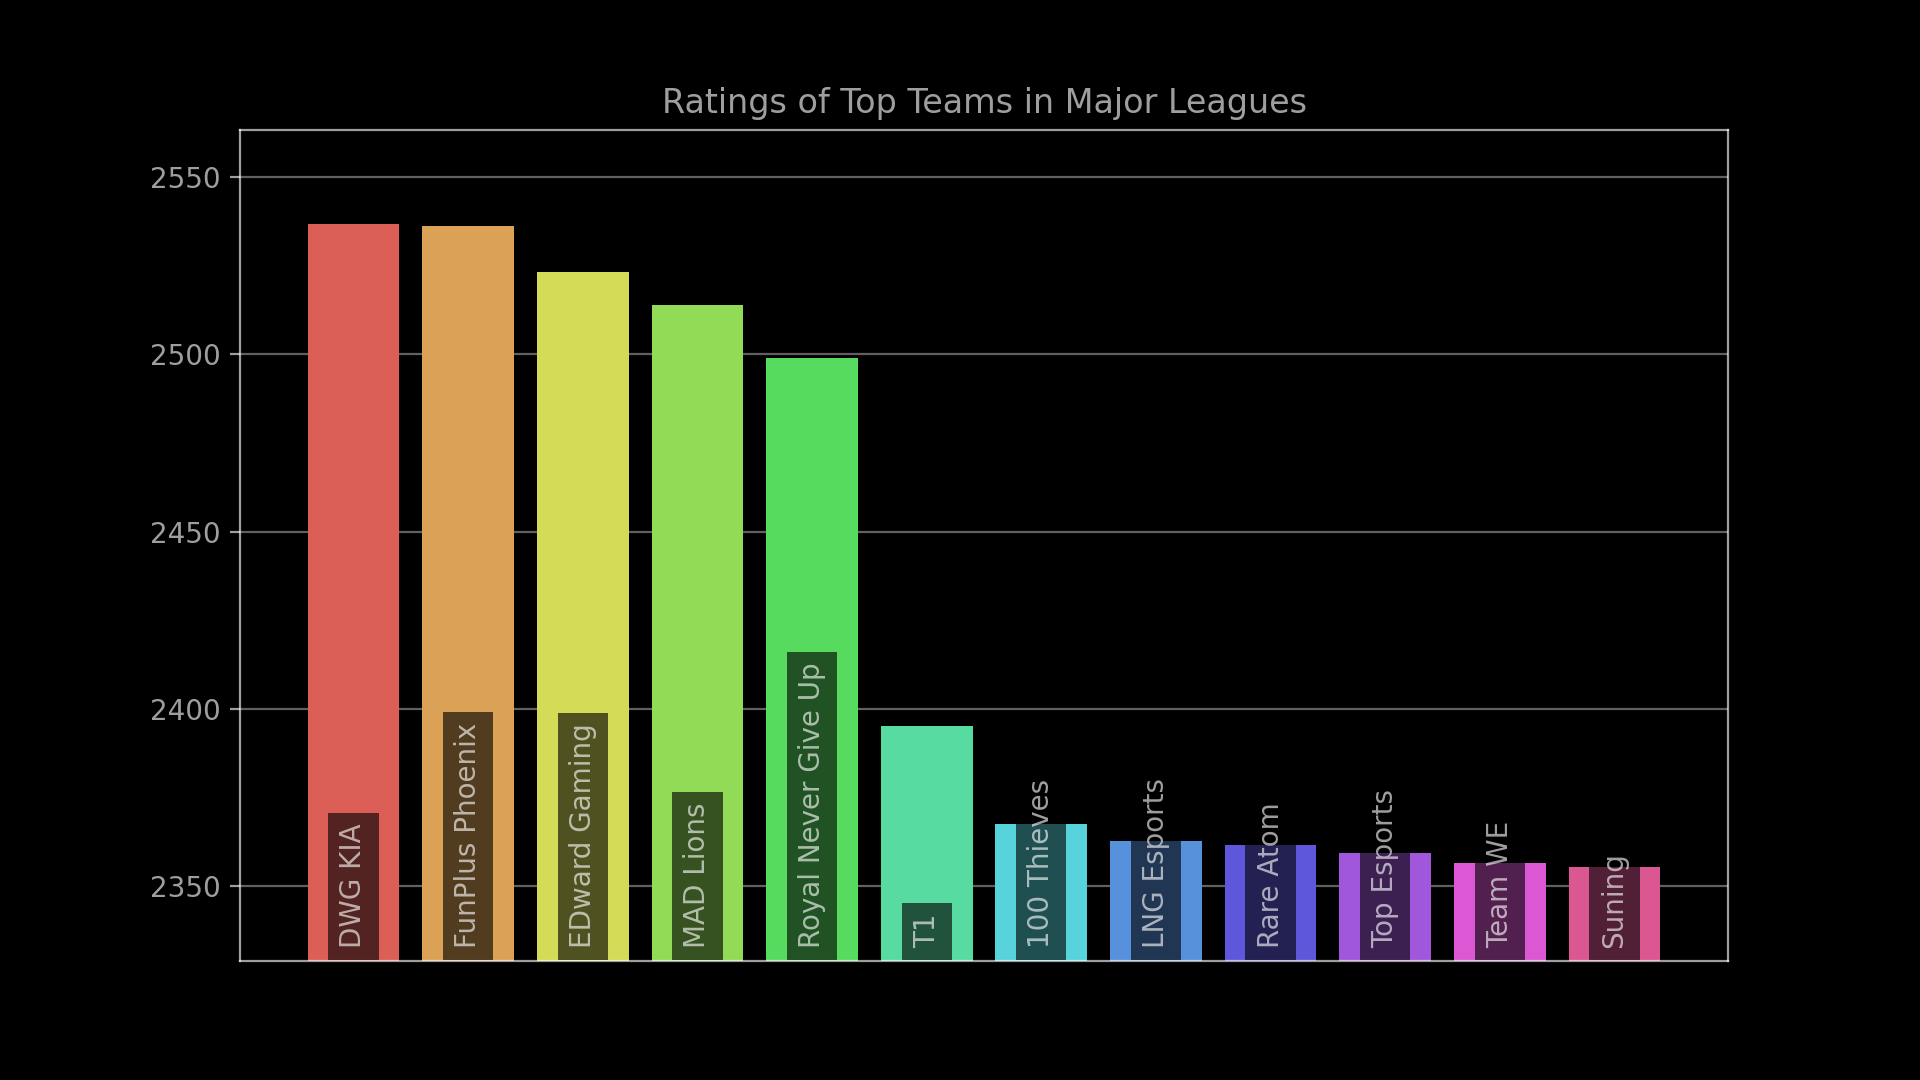 Ratings of Top Teams in Major Leagues
2550
2500
2450
2400
2350
DWG KIA
FunPlus Phoenix
EDward Gaming
MAD Lions
Royal Never Give Up
T1
100 Thieves
LNG Esports
Rare Atom
Top Esports
Team WE
Suning